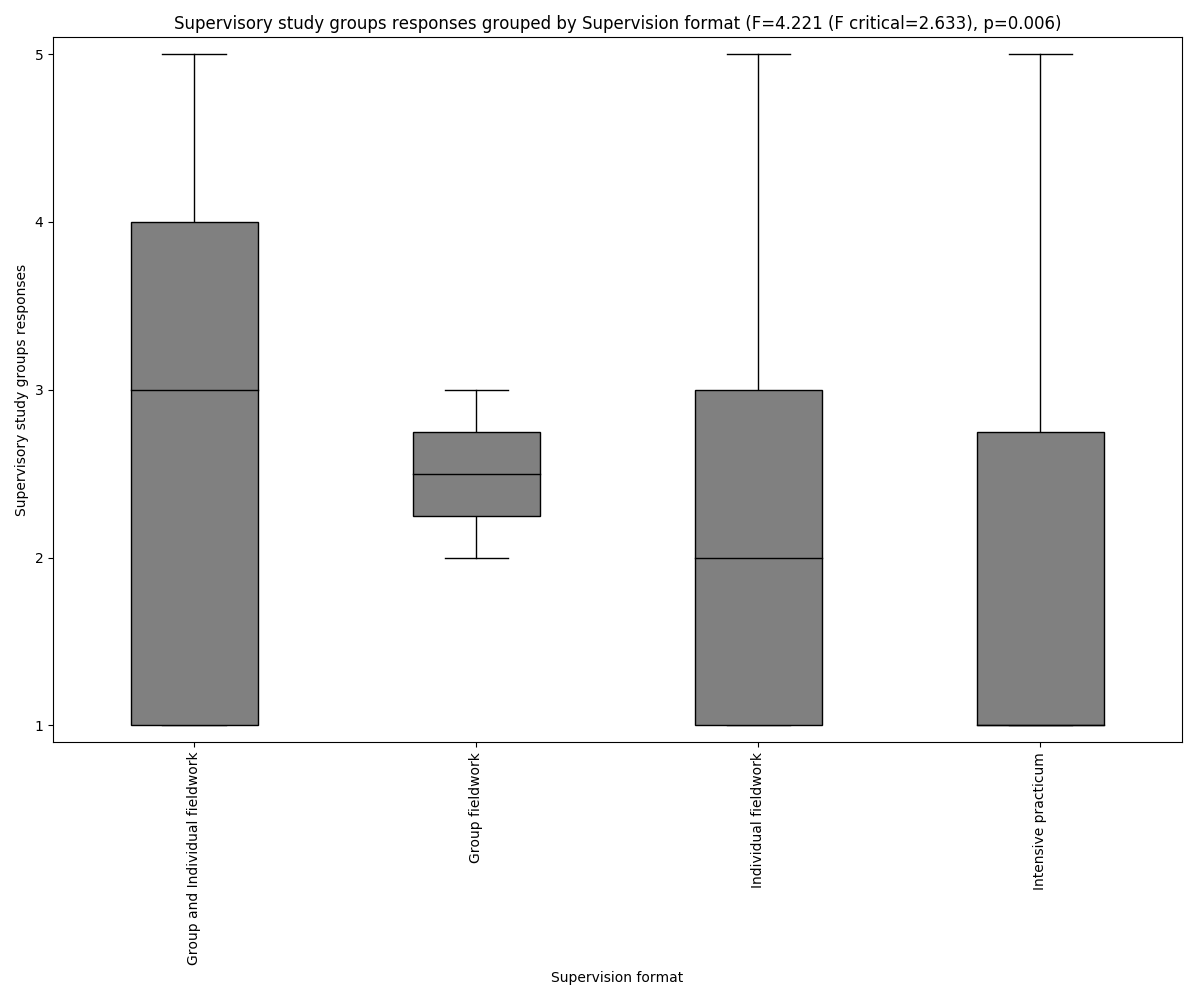 Supervisory study groups responses grouped by Supervision format (F=4.221 (F critical=2.633), p=0.006)
Supervisory study groups responses
5
4
3
2
1
Group and Individual fieldwork
Group fieldwork
Individual fieldwork
Intensive practicum
Supervision format